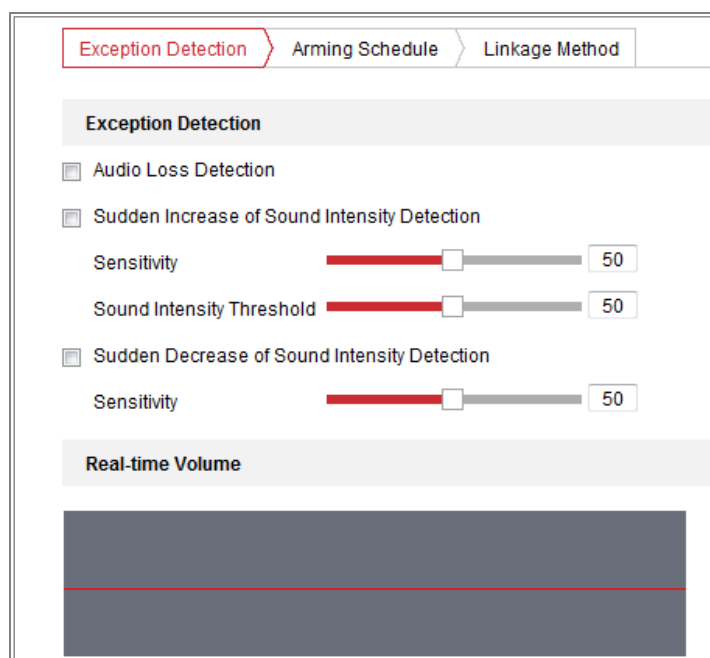 Exception Detection Arming Schedule Linkage Method
Exception Detection
Audio Loss Detection
Sudden Increase of Sound Intensity Detection
Sensitivity 50
Sound Intensity Threshold 50
Sudden Decrease of Sound Intensity Detection
Sensitivity 50
Real-time Volume